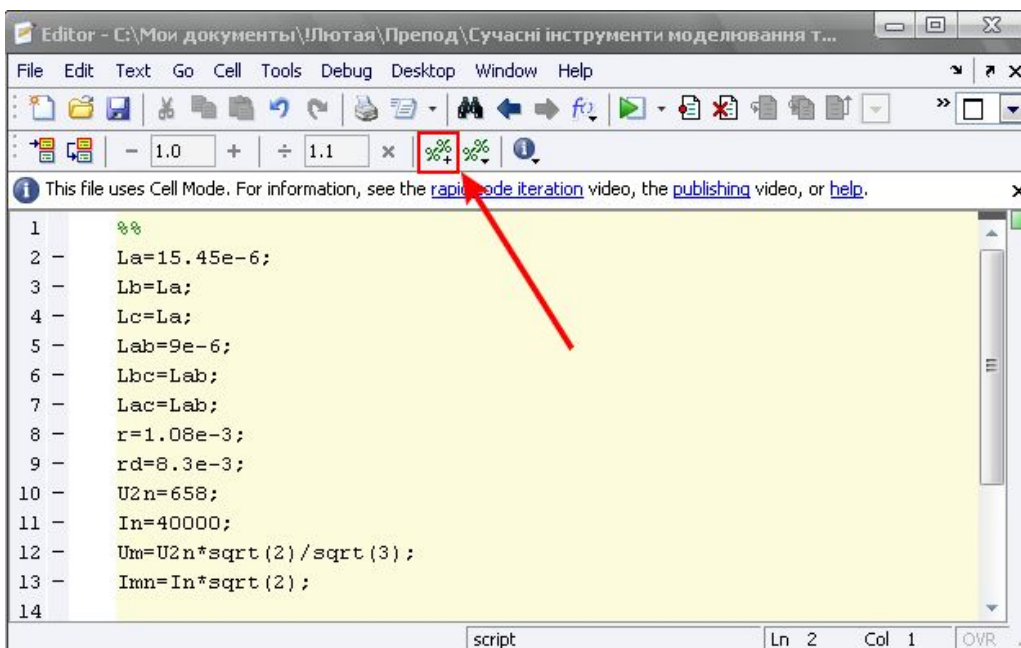 Editor - C:\Мои документы\!Лютая\Препод\Сучасні інструменти моделювання т...
File Edit Text Go Cell Tools Debug Desktop Window Help
- 1.0 + ÷ 1.1 ×
This file uses Cell Mode. For information, see the rapid code iteration video, the publishing video, or help.
1 %%
2 - La=15.45e-6;
3 - Lb=La;
4 - Lc=La;
5 - Lab=9e-6;
6 - Lbc=Lab;
7 - Lac=Lab;
8 - r=1.08e-3;
9 - rd=8.3e-3;
10 - U2n=658;
11 - In=40000;
12 - Um=U2n*sqrt(2)/sqrt(3);
13 - Imn=In*sqrt(2);
14
script Ln 2 Col 1 OVR